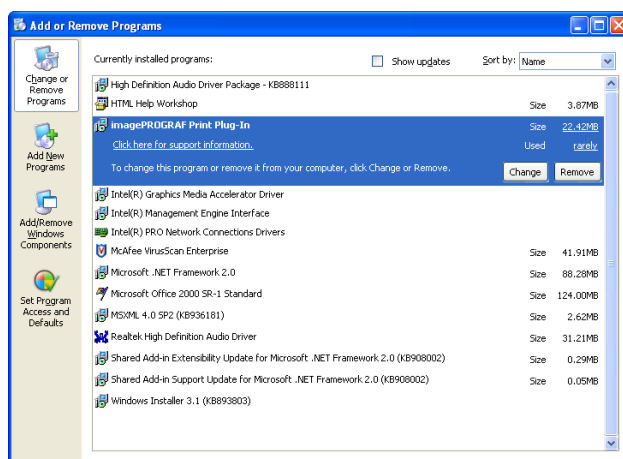 Add or Remove Programs
Change or
Remove
Programs
Add New
Programs
Add/Remove
Windows
Components
Set Program
Access and
Defaults
Currently installed programs:
Show updates
Sort by: Name
High Definition Audio Driver Package - KB888111
HTML Help Workshop Size 3.87MB
imagePROGRAF Print Plug-In Size 22.42MB
Click here for support information. Used rarely
To change this program or remove it from your computer, click Change or Remove. Change Remove
Intel(R) Graphics Media Accelerator Driver
Intel(R) Management Engine Interface
Intel(R) PRO Network Connections Drivers
McAfee VirusScan Enterprise Size 41.91MB
Microsoft .NET Framework 2.0 Size 88.28MB
Microsoft Office 2000 SR-1 Standard Size 124.00MB
MSXML 4.0 SP2 (KB936181) Size 2.62MB
Realtek High Definition Audio Driver Size 31.21MB
Shared Add-in Extensibility Update for Microsoft .NET Framework 2.0 (KB908002) Size 0.29MB
Shared Add-in Support Update for Microsoft .NET Framework 2.0 (KB908002) Size 0.05MB
Windows Installer 3.1 (KB893803)